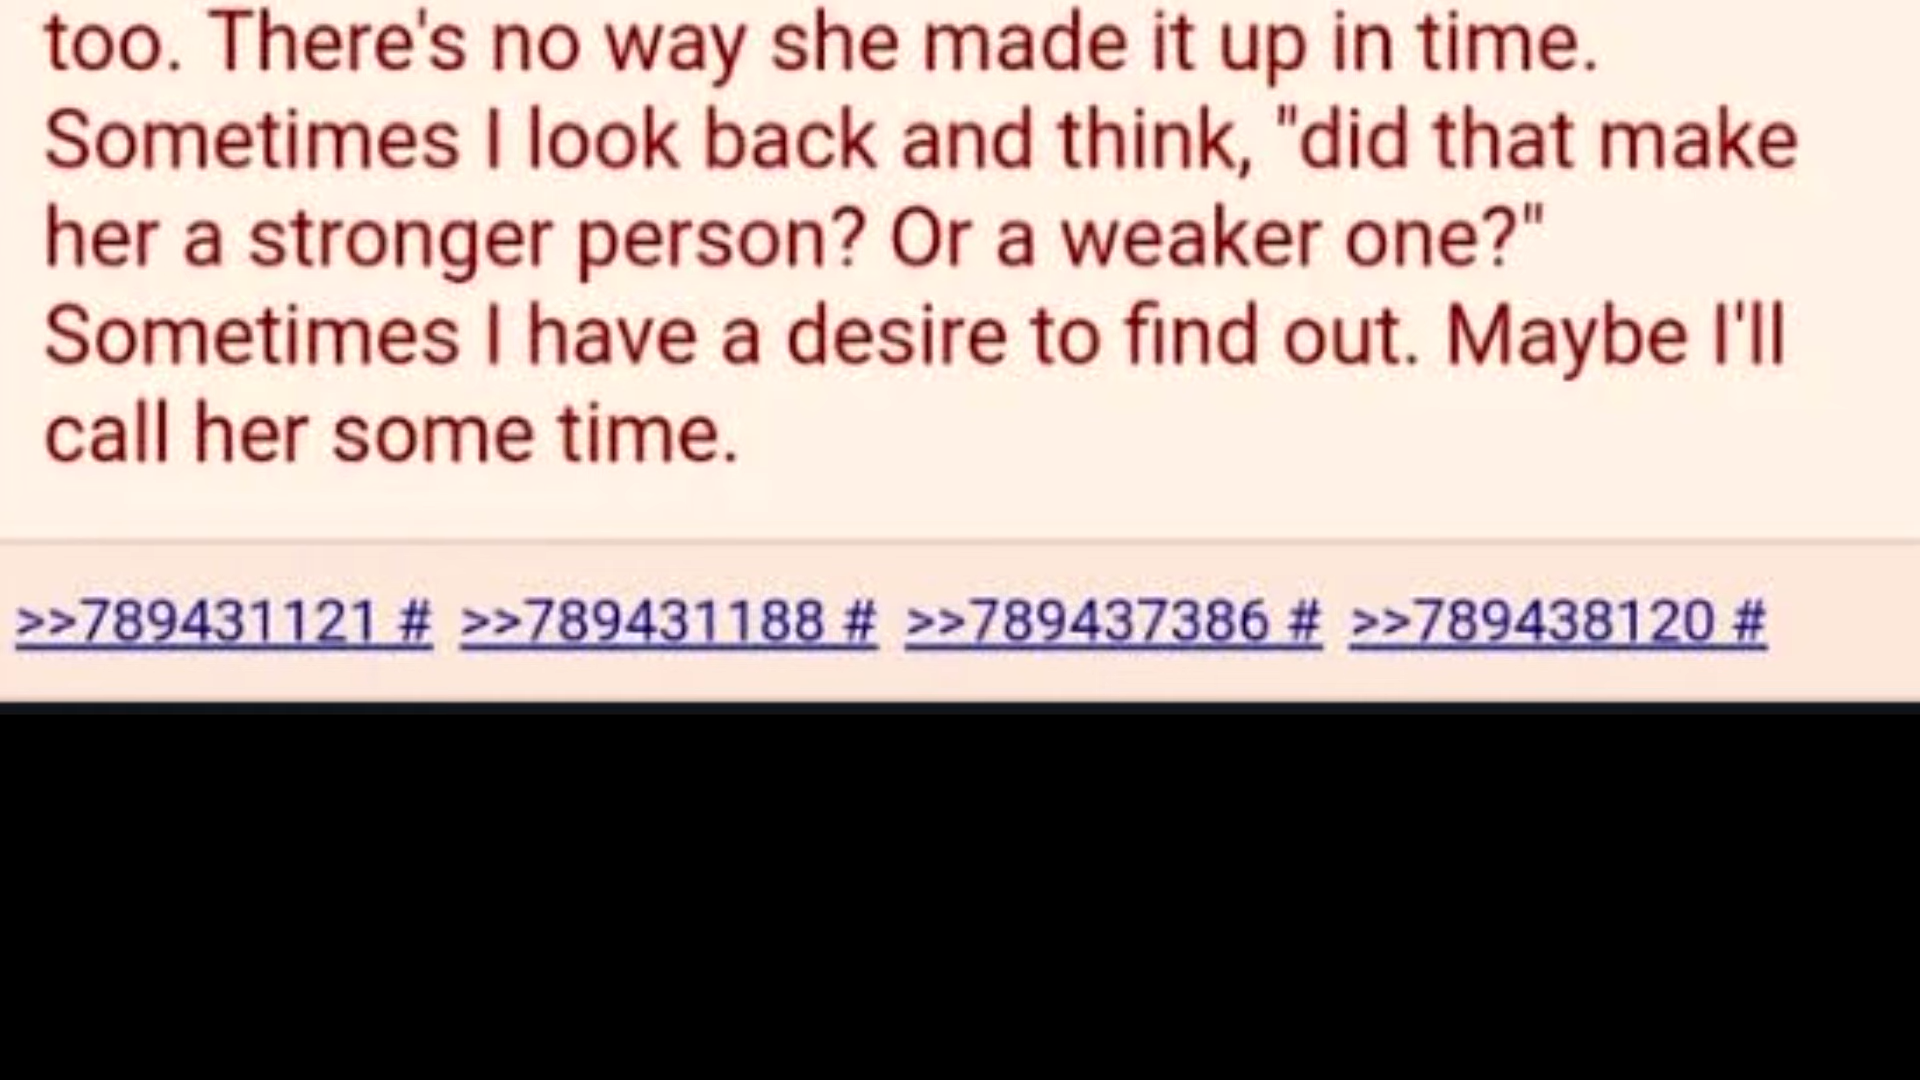 too. There's no way she made it up in time.
Sometimes I look back and think, "did that make
her a stronger person? Or a weaker one?"
Sometimes I have a desire to find out. Maybe I'll
call her some time.
>>789431121 # >>789431188 # >>789437386 # >>789438120 #